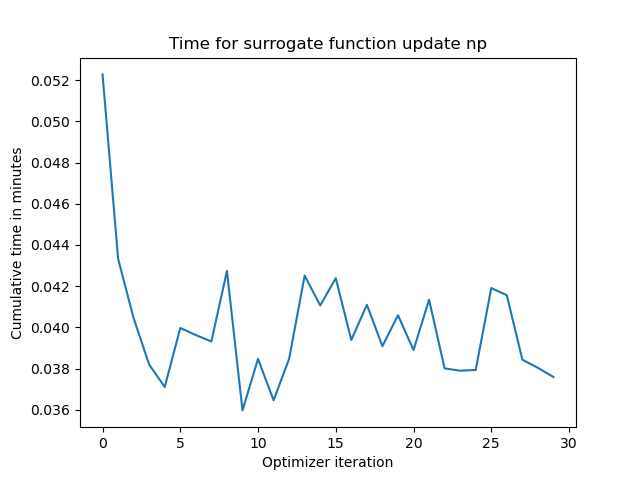 Time for surrogate function update np
0.052
0.050
0.048
0.046
0.044
0.042
0.040
0.038
0.036
Cumulative time in minutes
0 5 10 15 20 25 30
Optimizer iteration